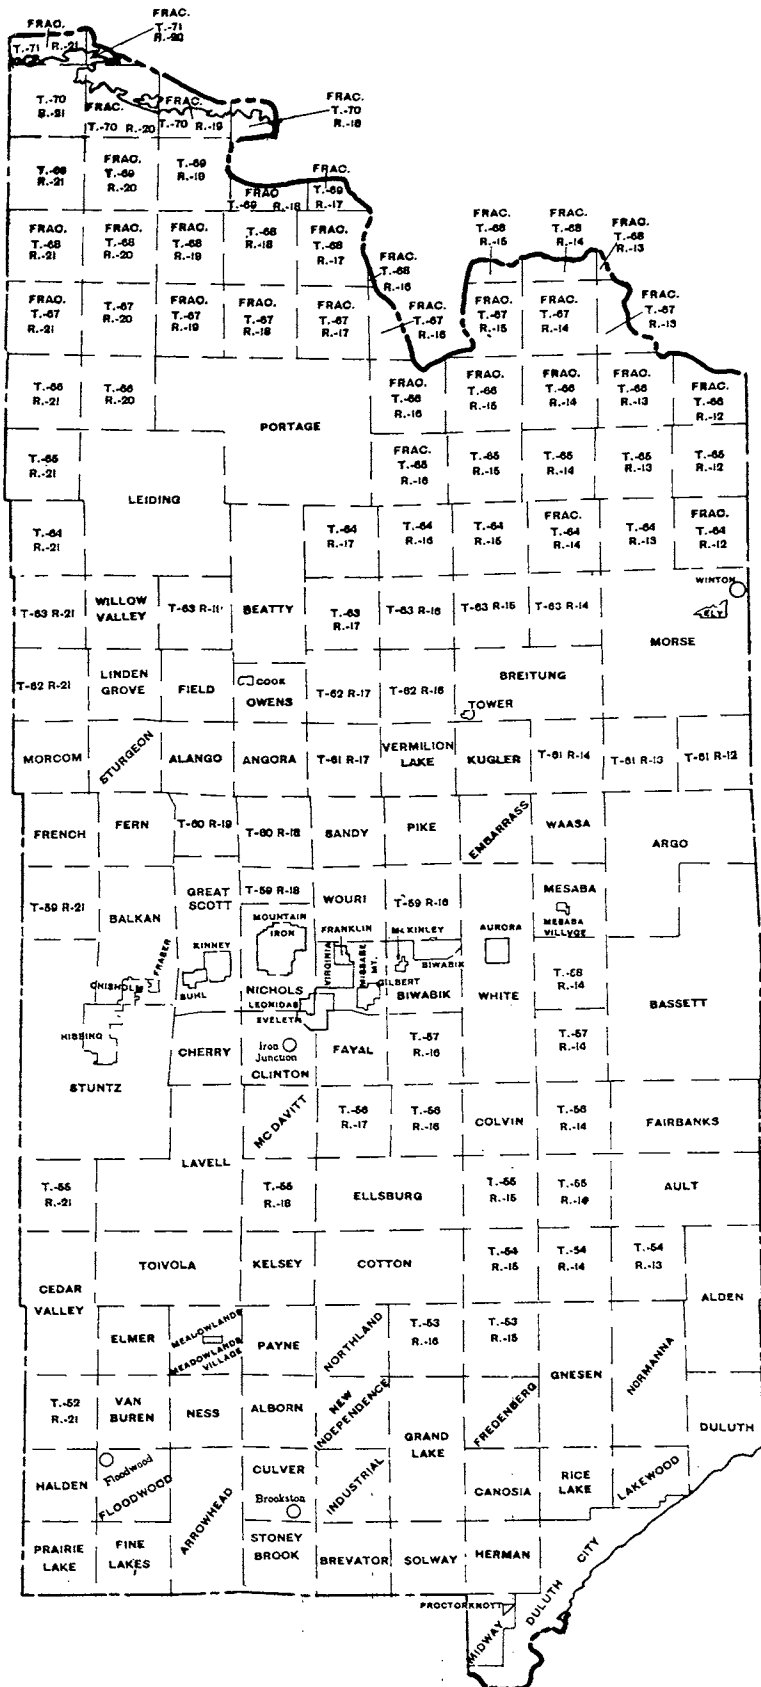 FRAC.
T.-71 R.-21
FRAC.
T.-71
R.-20
T.-70
R.-21
FRAC.
T.-70 R.-20
FRAC.
T.-70 R.-19
FRAC.
T.-70
R.-18
T.-69
R.-21
FRAC.
T.-69
R.-20
T.-69
R.-19
FRAC
T.-69 R.-18
FRAC.
T.-69
R.-17
FRAC.
T.-68
R.-21
FRAC.
T.-68
R.-20
FRAC.
T.-68
R.-19
T.-68
R.-18
FRAC.
T.-68
R.-17
FRAC.
T.-68
R.-16
FRAC.
T.-68
R.-15
FRAC.
T.-68
R.-14
FRAC.
T.-68
R.-13
FRAC.
T.-67
R.-21
T.-67
R.-20
FRAC.
T.-67
R.-19
FRAC.
T.-67
R.-18
FRAC.
T.-67
R.-17
FRAC.
T.-67
R.-16
FRAC.
T.-67
R.-15
FRAC.
T.-67
R.-14
FRAC.
T.-67
R.-13
T.-66
R.-21
T.-66
R.-20
PORTAGE
FRAC.
T.-66
R.-16
FRAC.
T.-66
R.-15
FRAC.
T.-66
R.-14
FRAC.
T.-66
R.-13
FRAC.
T.-66
R.-12
T.-65
R.-21
LEIDING
FRAC.
T.-65
R.-16
T.-65
R.-15
T.-65
R.-14
T.-65
R.-13
T.-65
R.-12
T.-64
R.-21
T.-64
R.-17
T.-64
R.-16
T.-64
R.-15
FRAC.
T.-64
R.-14
T.-64
R.-13
FRAC.
T.-64
R.-12
T-63 R-21
WILLOW
VALLEY
BEATTY
T.-63
R.-17
T-63 R-16
T-63 R-15
T-63 R-14
WINTON
ELY
MORSE
T-62 R-21
LINDEN
GROVE
FIELD
COOK
OWENS
T-62 R-17
T-62 R-16
BREITUNG
TOWER
MORCOM
STURGEON
ALANGO
ANGORA
T-61 R-17
VERMILION
LAKE
KUGLER
T-61 R-14
T-61 R-13
T-61 R-12
FRENCH
FERN
T-60 R-19
T-60 R-18
SANDY
PIKE
EMBARRASS
WAASA
ARGO
T-59 R-21
BALKAN
GREAT
SCOTT
T-59 R-18
WOURI
T-59 R-16
MESABA
MESABA
VILLAGE
MOUNTAIN
IRON
FRANKLIN
McKINLEY
AURORA
FRASER
KINNEY
VIRGINIA
MISSABE
MT.
BIWABIK
CHISHOLM
BUHL
NICHOLS
LEONIDAS
EVELETH
GILBERT
BIWABIK
WHITE
T.-58
R.-14
BASSETT
HIBBING
STUNTZ
CHERRY
Iron
Junction
CLINTON
FAYAL
T.-57
R.-16
T.-57
R.-14
MC DAVITT
T.-56
R.-17
T.-56
R.-16
COLVIN
T.-56
R.-14
FAIRBANKS
T.-55
R.-21
LAVELL
T.-55
R.-18
ELLSBURG
T.-55
R.-15
T.-55
R.-14
AULT
CEDAR
VALLEY
TOIVOLA
KELSEY
COTTON
T.-54
R.-15
T.-54
R.-14
T.-54
R.-13
ALDEN
ELMER
MEADOWLANDS
MEADOWLANDS
VILLAGE
PAYNE
NORTHLAND
T.-53
R.-16
T.-53
R.-15
GNESEN
NORMANNA
T.-52
R.-21
VAN
BUREN
NESS
ALBORN
NEW
INDEPENDENCE
GRAND
LAKE
FREDENBERG
DULUTH
HALDEN
Floodwood
FLOODWOOD
ARROWHEAD
CULVER
Brookston
INDUSTRIAL
CANOSIA
RICE
LAKE
LAKEWOOD
PRAIRIE
LAKE
FINE
LAKES
STONEY
BROOK
BREVATOR
SOLWAY
HERMAN
DULUTH CITY
PROCTORKNOTT
MIDWAY